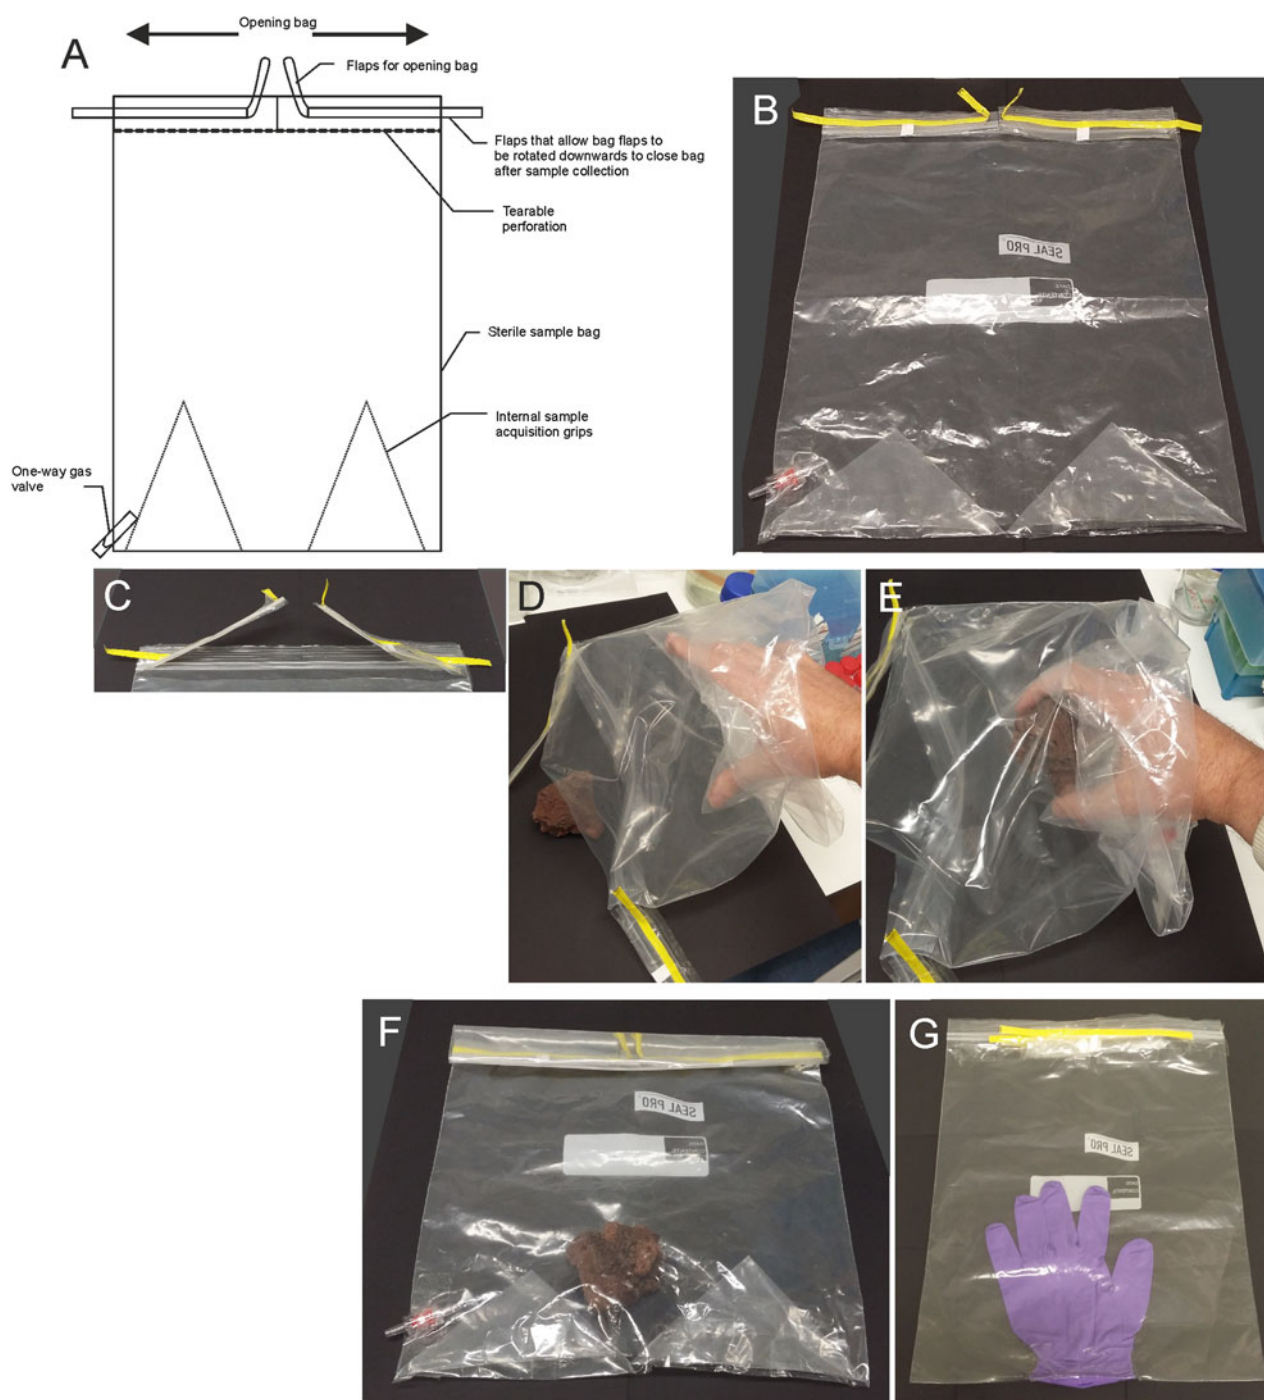 Opening bag
A
Flaps for opening bag
Flaps that allow bag flaps to
be rotated downwards to close bag
after sample collection
Tearable
perforation
Sterile sample bag
Internal sample
acquisition grips
One-way gas
valve
B
SEAL PRO
C
D
E
F
SEAL PRO
G
SEAL PRO